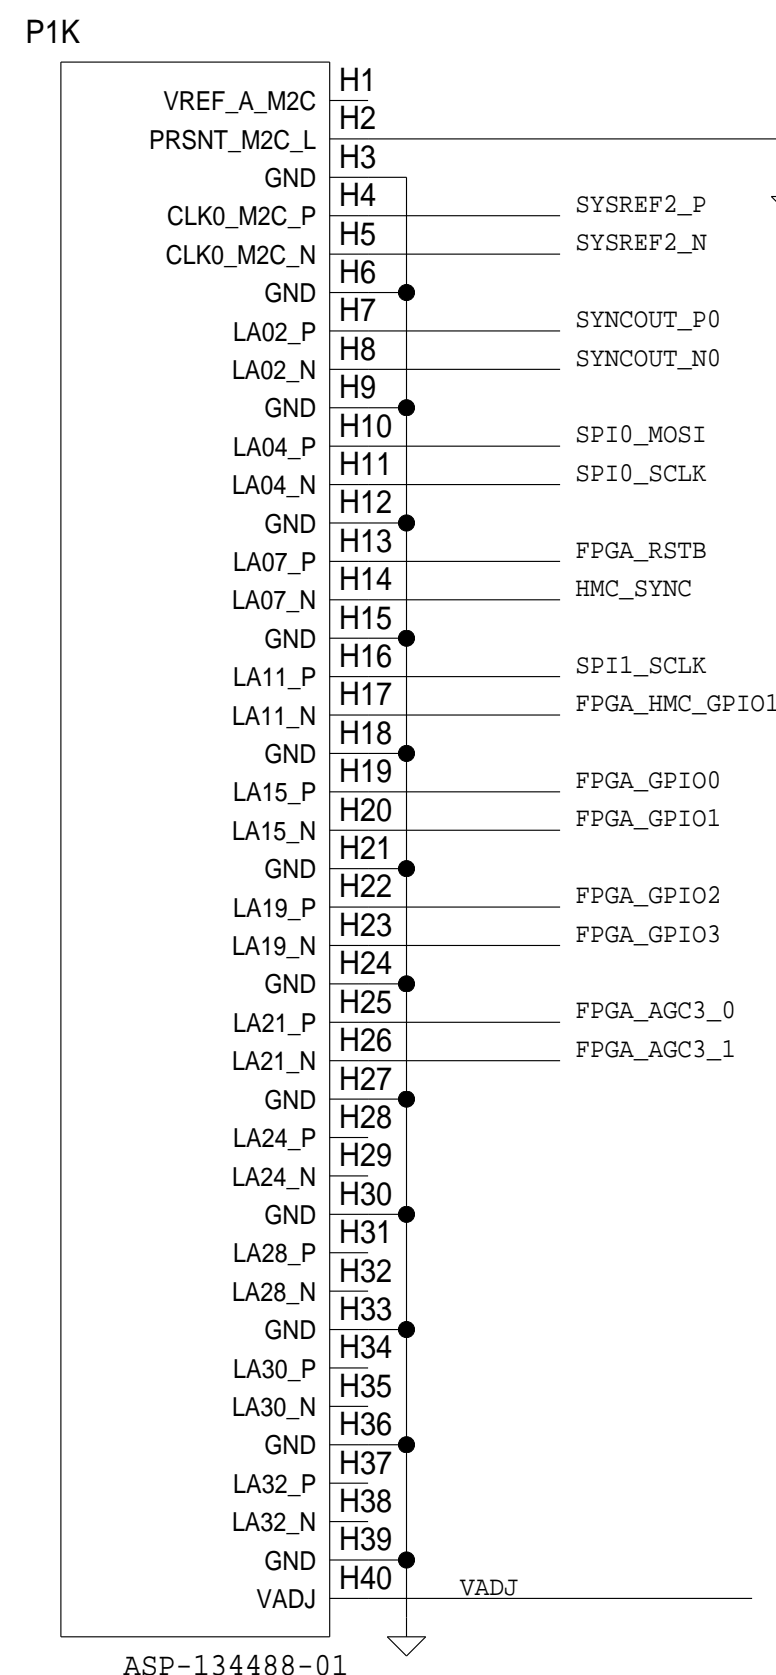 P1K
H1
VREF_A_M2C
H2
PRSNT_M2C_L
H3
GND
H4
CLK0_M2C_P SYSREF2_P
H5
CLK0_M2C_N SYSREF2_N
H6
GND
H7
LA02_P SYNCOUT_P0
H8
LA02_N SYNCOUT_N0
H9
GND
H10
LA04_P SPI0_MOSI
H11
LA04_N SPI0_SCLK
H12
GND
H13
LA07_P FPGA_RSTB
H14
LA07_N HMC_SYNC
H15
GND
H16
LA11_P SPI1_SCLK
H17
LA11_N FPGA_HMC_GPIO1
H18
GND
H19
LA15_P FPGA_GPIO0
H20
LA15_N FPGA_GPIO1
H21
GND
H22
LA19_P FPGA_GPIO2
H23
LA19_N FPGA_GPIO3
H24
GND
H25
LA21_P FPGA_AGC3_0
H26
LA21_N FPGA_AGC3_1
H27
GND
H28
LA24_P
H29
LA24_N
H30
GND
H31
LA28_P
H32
LA28_N
H33
GND
H34
LA30_P
H35
LA30_N
H36
GND
H37
LA32_P
H38
LA32_N
H39
GND
H40
VADJ VADJ
ASP-134488-01